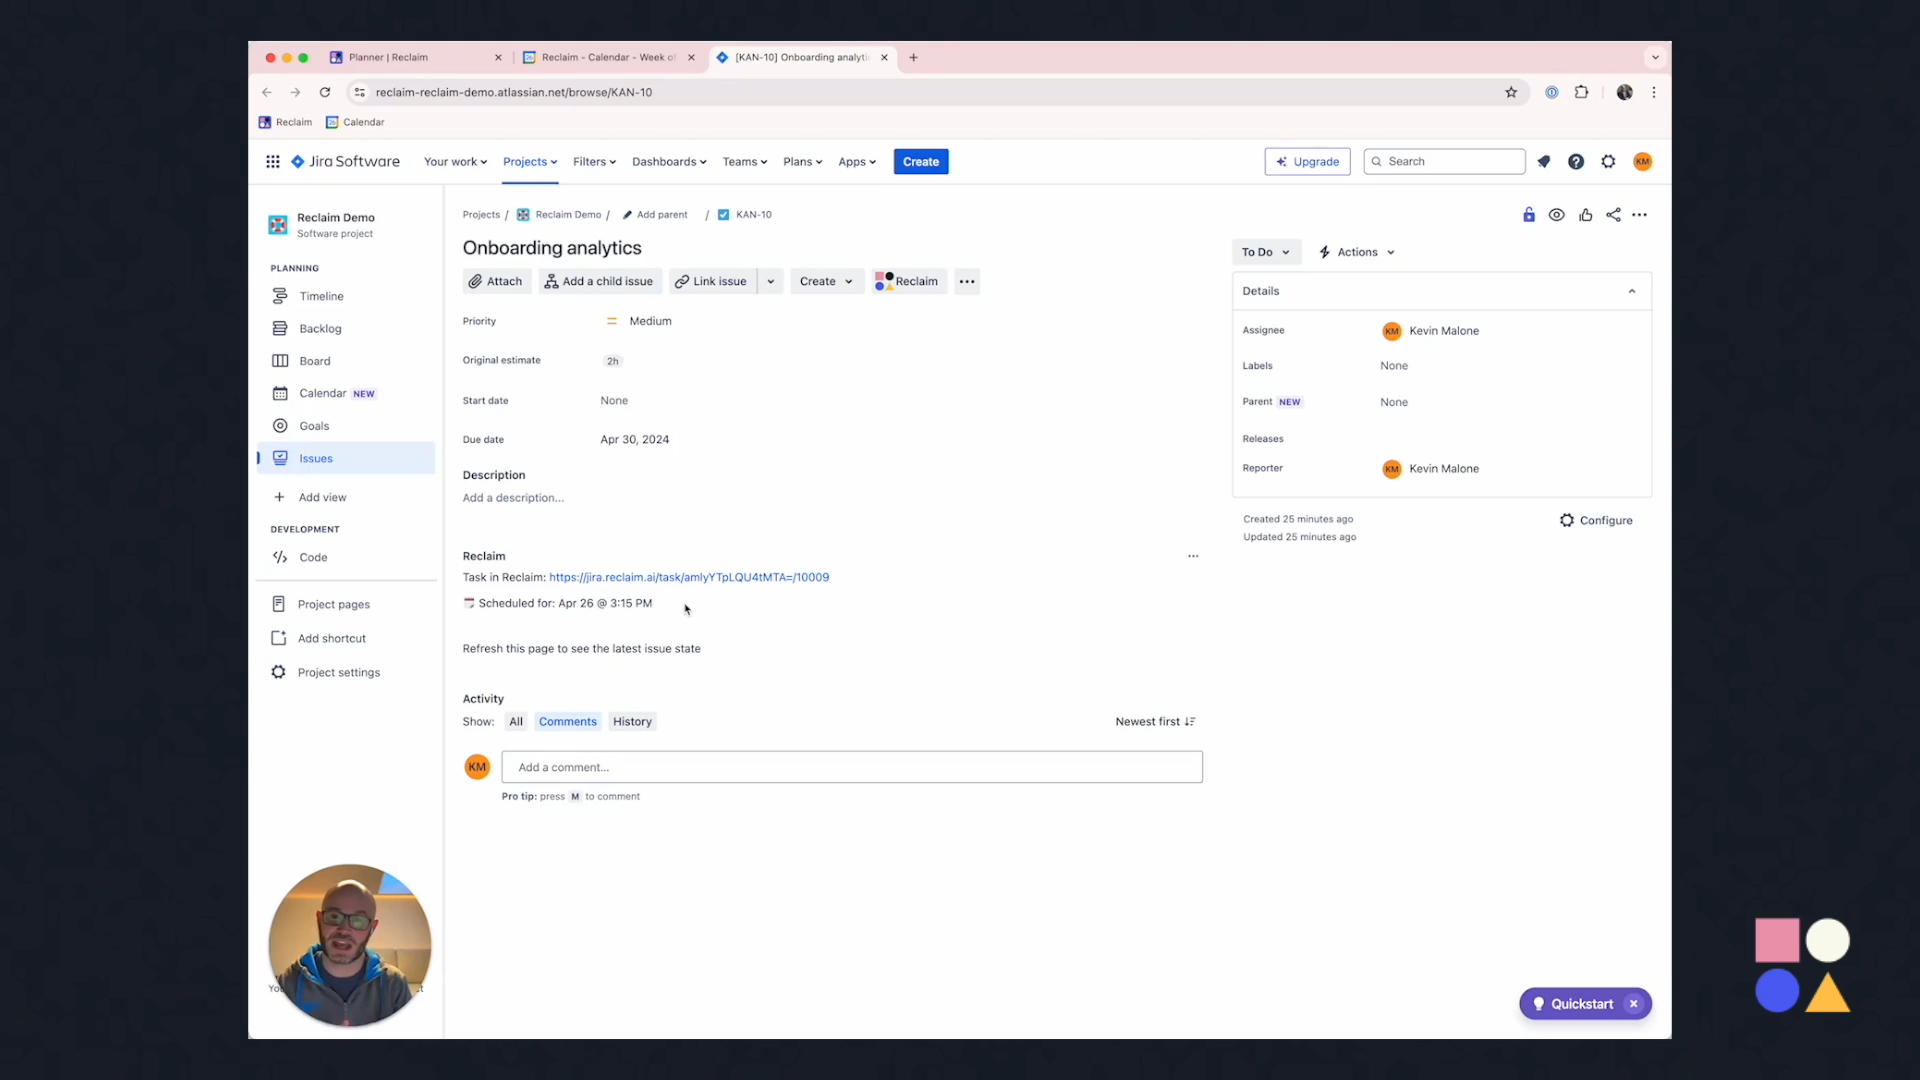 Planner | Reclaim
Reclaim - Calendar - Week of
[KAN-10] Onboarding analyti
reclaim-reclaim-demo.atlassian.net/browse/KAN-10
Reclaim
Calendar
Jira Software
Your work
Projects
Filters
Dashboards
Teams
Plans
Apps
Create
Upgrade
Search
KM
Reclaim Demo
Software project
PLANNING
Timeline
Backlog
Board
Calendar NEW
Goals
Issues
Add view
DEVELOPMENT
Code
Project pages
Add shortcut
Project settings
Projects / Reclaim Demo / Add parent / KAN-10
Onboarding analytics
Attach
Add a child issue
Link issue
Create
Reclaim
Priority Medium
Original estimate 2h
Start date None
Due date Apr 30, 2024
Description
Add a description...
Reclaim
Task in Reclaim: https://jira.reclaim.ai/task/amlyYTpLQU4tMTA=/10009
Scheduled for: Apr 26 @ 3:15 PM
Refresh this page to see the latest issue state
Activity
Show: All Comments History
Newest first
KM
Add a comment...
Pro tip: press M to comment
To Do
Actions
Details
Assignee KM Kevin Malone
Labels None
Parent NEW None
Releases
Reporter KM Kevin Malone
Created 25 minutes ago
Updated 25 minutes ago
Configure
Quickstart